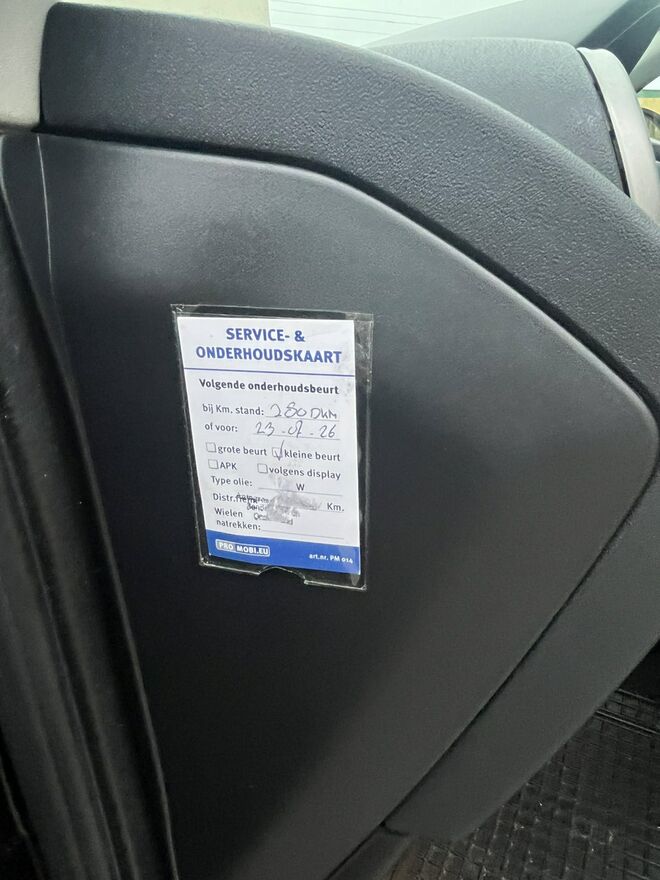 SERVICE- &
ONDERHOUDSKAART
Volgende onderhoudsbeurt
bij Km. stand:
of voor: 23-07-26
grote beurt kleine beurt
APK volgens display
Type olie: W
Distr.riem Km.
Wielen
natrekken:
PRO MOBI.EU art.nr. PM 014